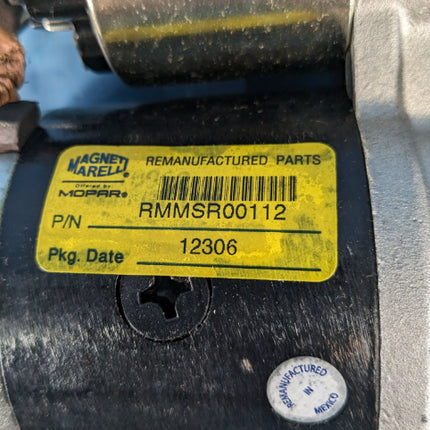 MAGNETI
MARELLI
Offered by
MOPAR®
REMANUFACTURED PARTS
RMMSR00112
P/N
12306
Pkg. Date
REMANUFACTURED
IN
MEXICO